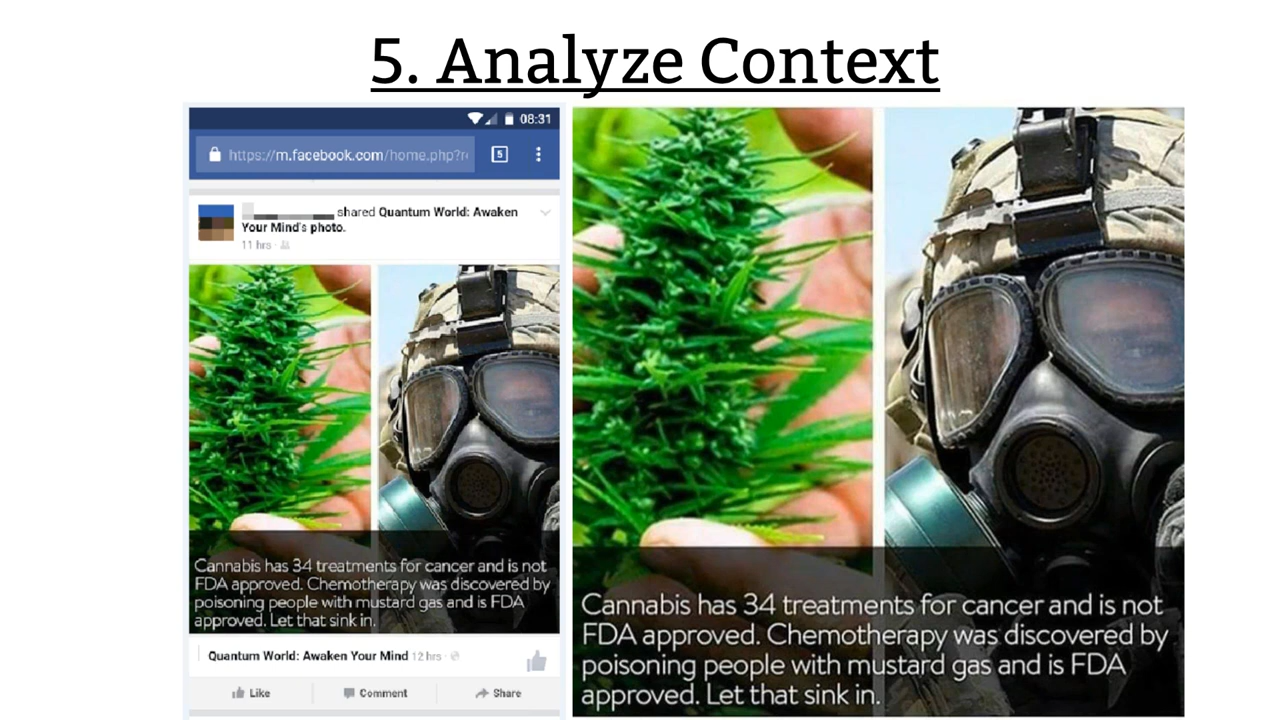 5. Analyze Context
08:31
https://m.facebook.com/home.php?r
5
shared Quantum World: Awaken
Your Mind's photo.
11 hrs
Cannabis has 34 treatments for cancer and is not
FDA approved. Chemotherapy was discovered by
poisoning people with mustard gas and is FDA
approved. Let that sink in.
Quantum World: Awaken Your Mind 12 hrs
Like
Comment
Share
Cannabis has 34 treatments for cancer and is not
FDA approved. Chemotherapy was discovered by
poisoning people with mustard gas and is FDA
approved. Let that sink in.